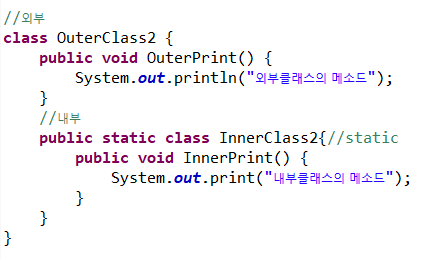 //외부
class OuterClass2 {
    public void OuterPrint() {
        System.out.println("외부클래스의 메소드");
    }
    //내부
    public static class InnerClass2{//static
        public void InnerPrint() {
            System.out.print("내부클래스의 메소드");
        }
    }
}